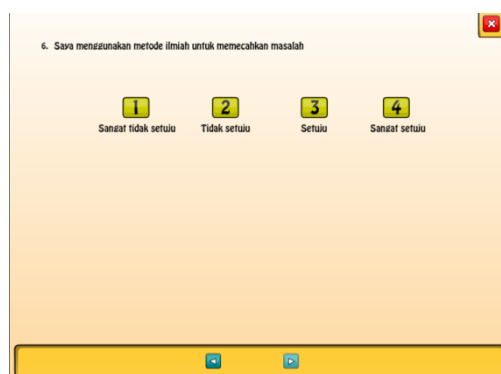 6. Saya menggunakan metode ilmiah untuk memecahkan masalah
1 2 3 4
Sangat tidak setuju Tidak setuju Setuju Sangat setuju